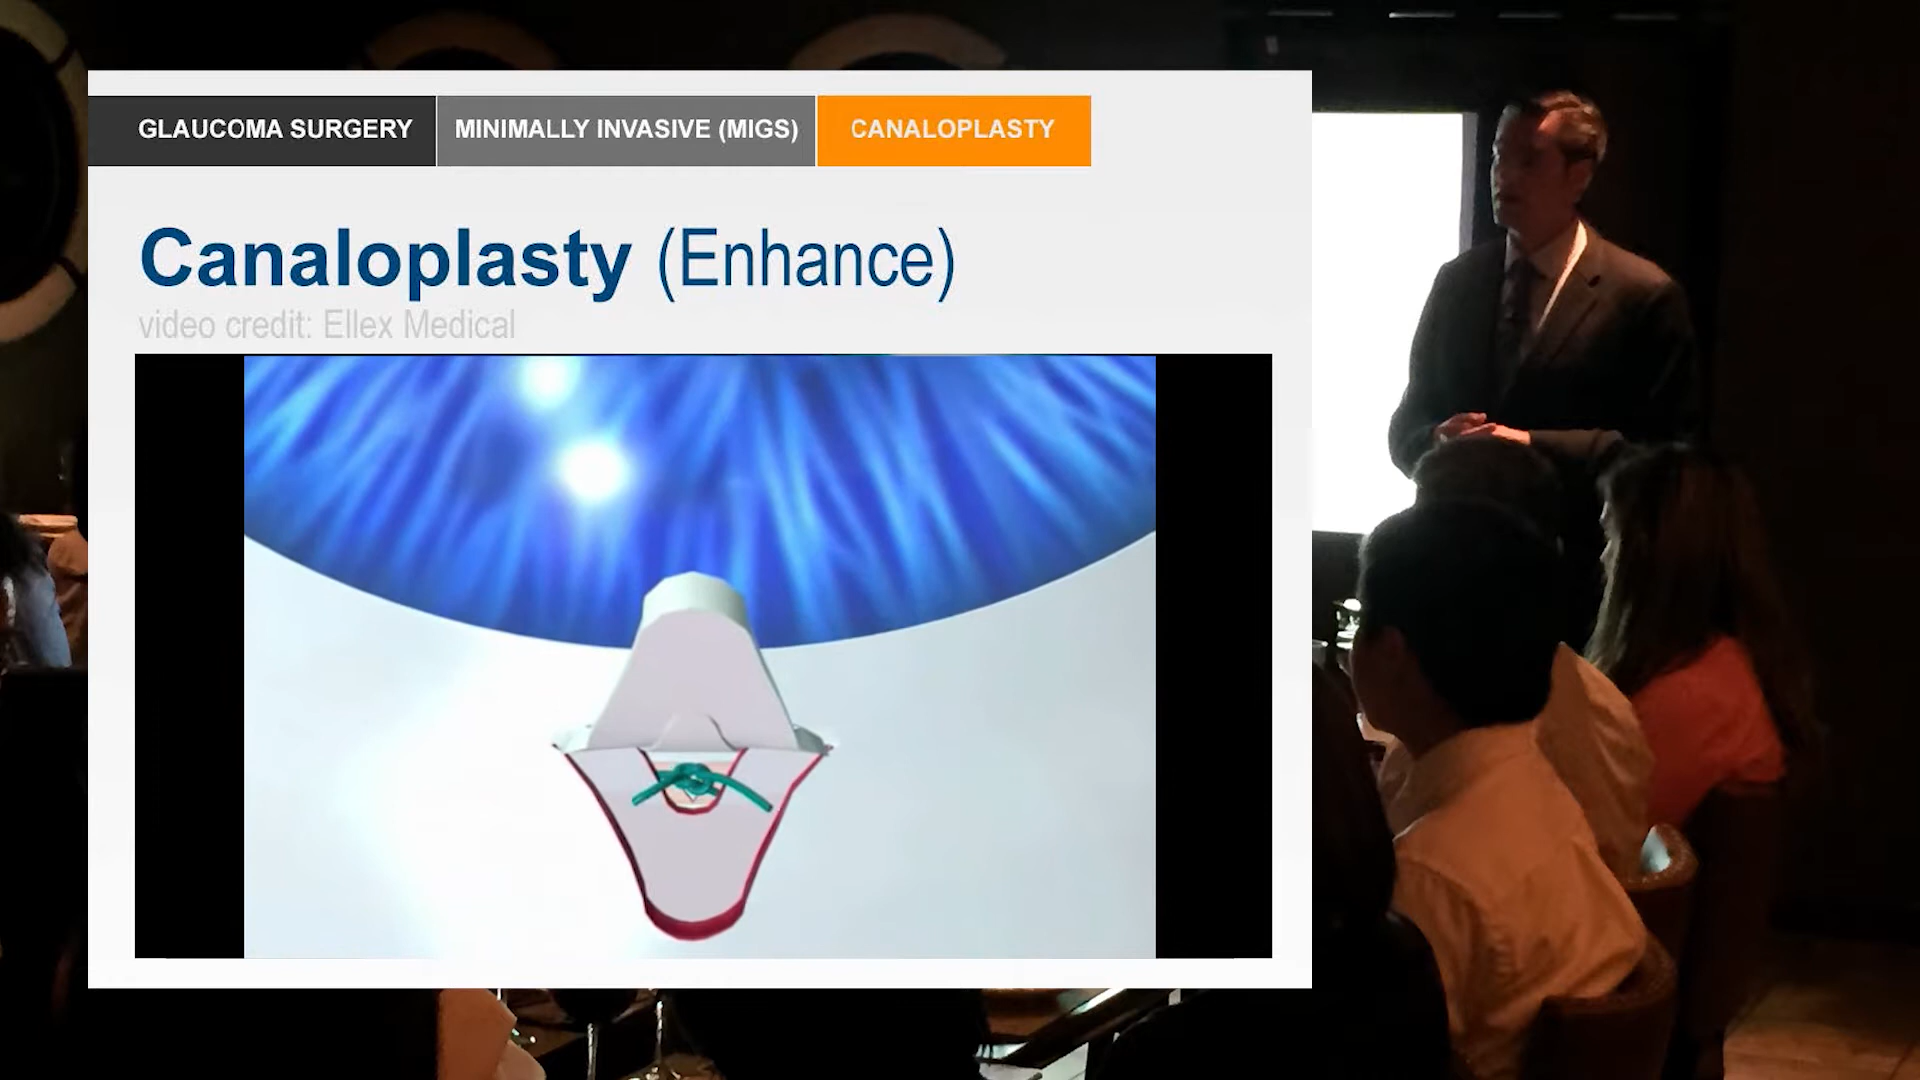 GLAUCOMA SURGERY
MINIMALLY INVASIVE (MIGS)
CANALOPLASTY
Canaloplasty (Enhance)
video credit: Ellex Medical